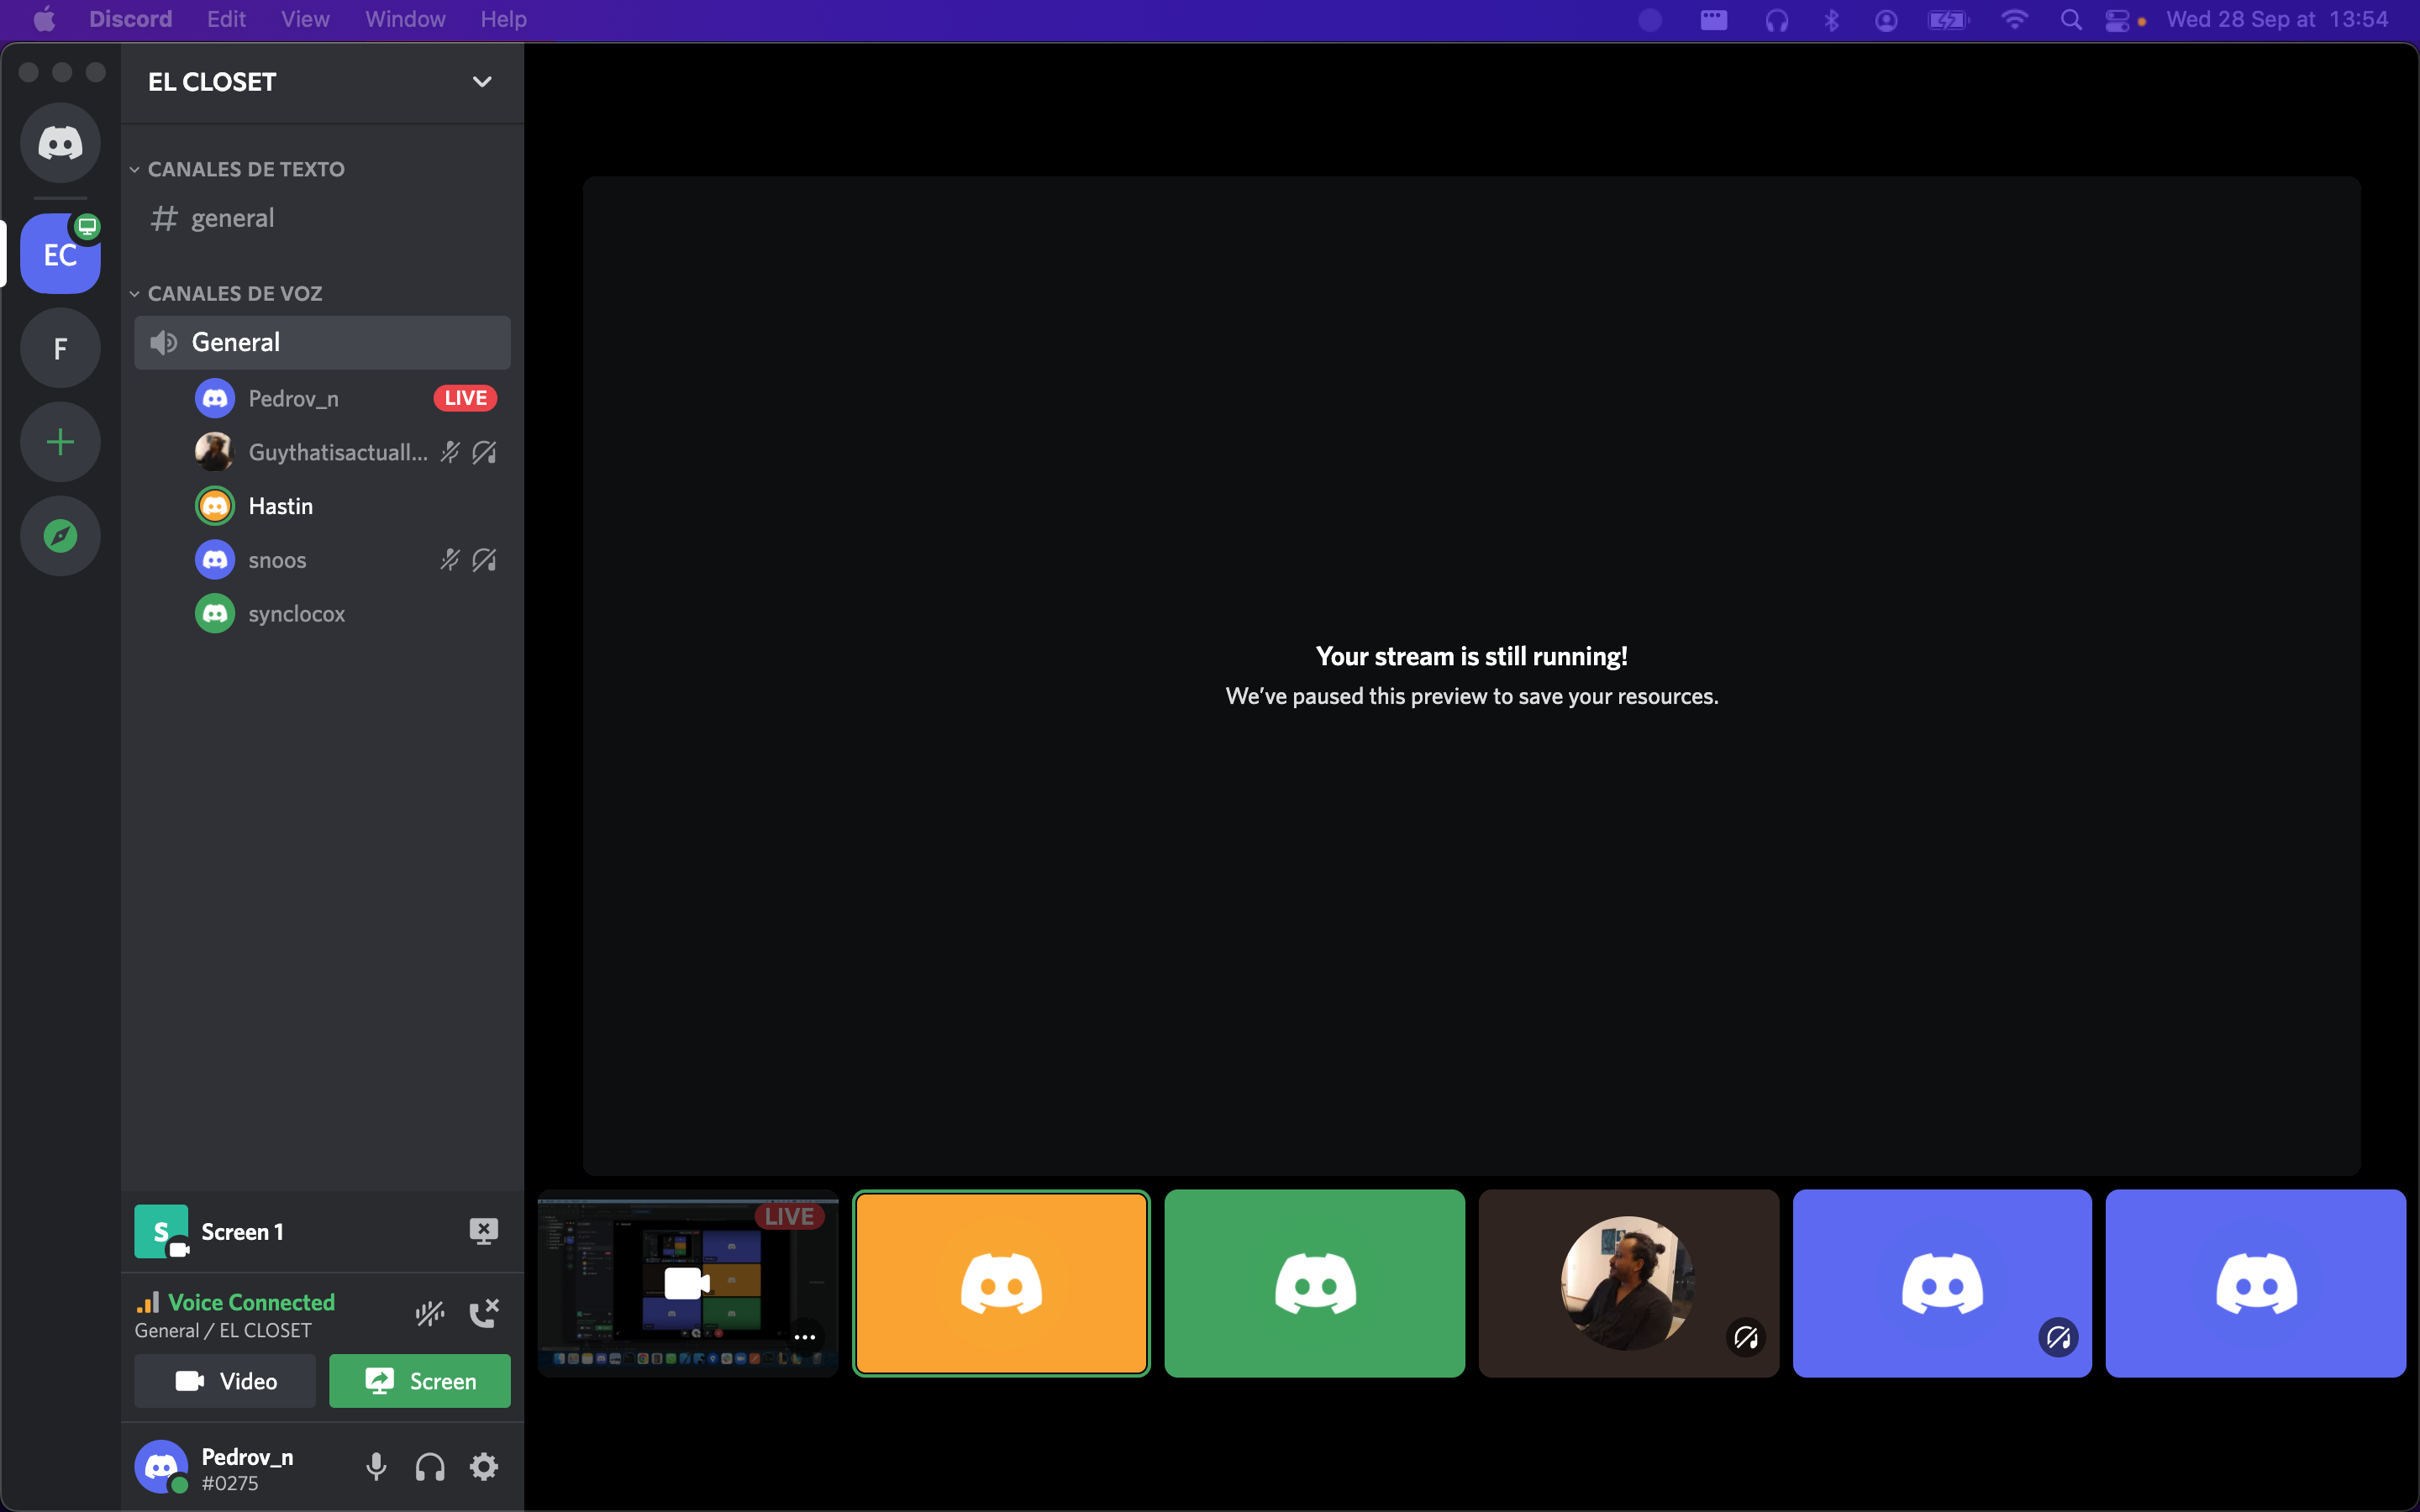 Discord Edit View Window Help
Wed 28 Sep at 13:54
EL CLOSET
CANALES DE TEXTO
general
EC
CANALES DE VOZ
General
F
Pedrov_n LIVE
Guythatisactuall...
Hastin
snoos
synclocox
Your stream is still running!
We've paused this preview to save your resources.
S Screen 1
LIVE
Voice Connected
General / EL CLOSET
Video Screen
Pedrov_n
#0275